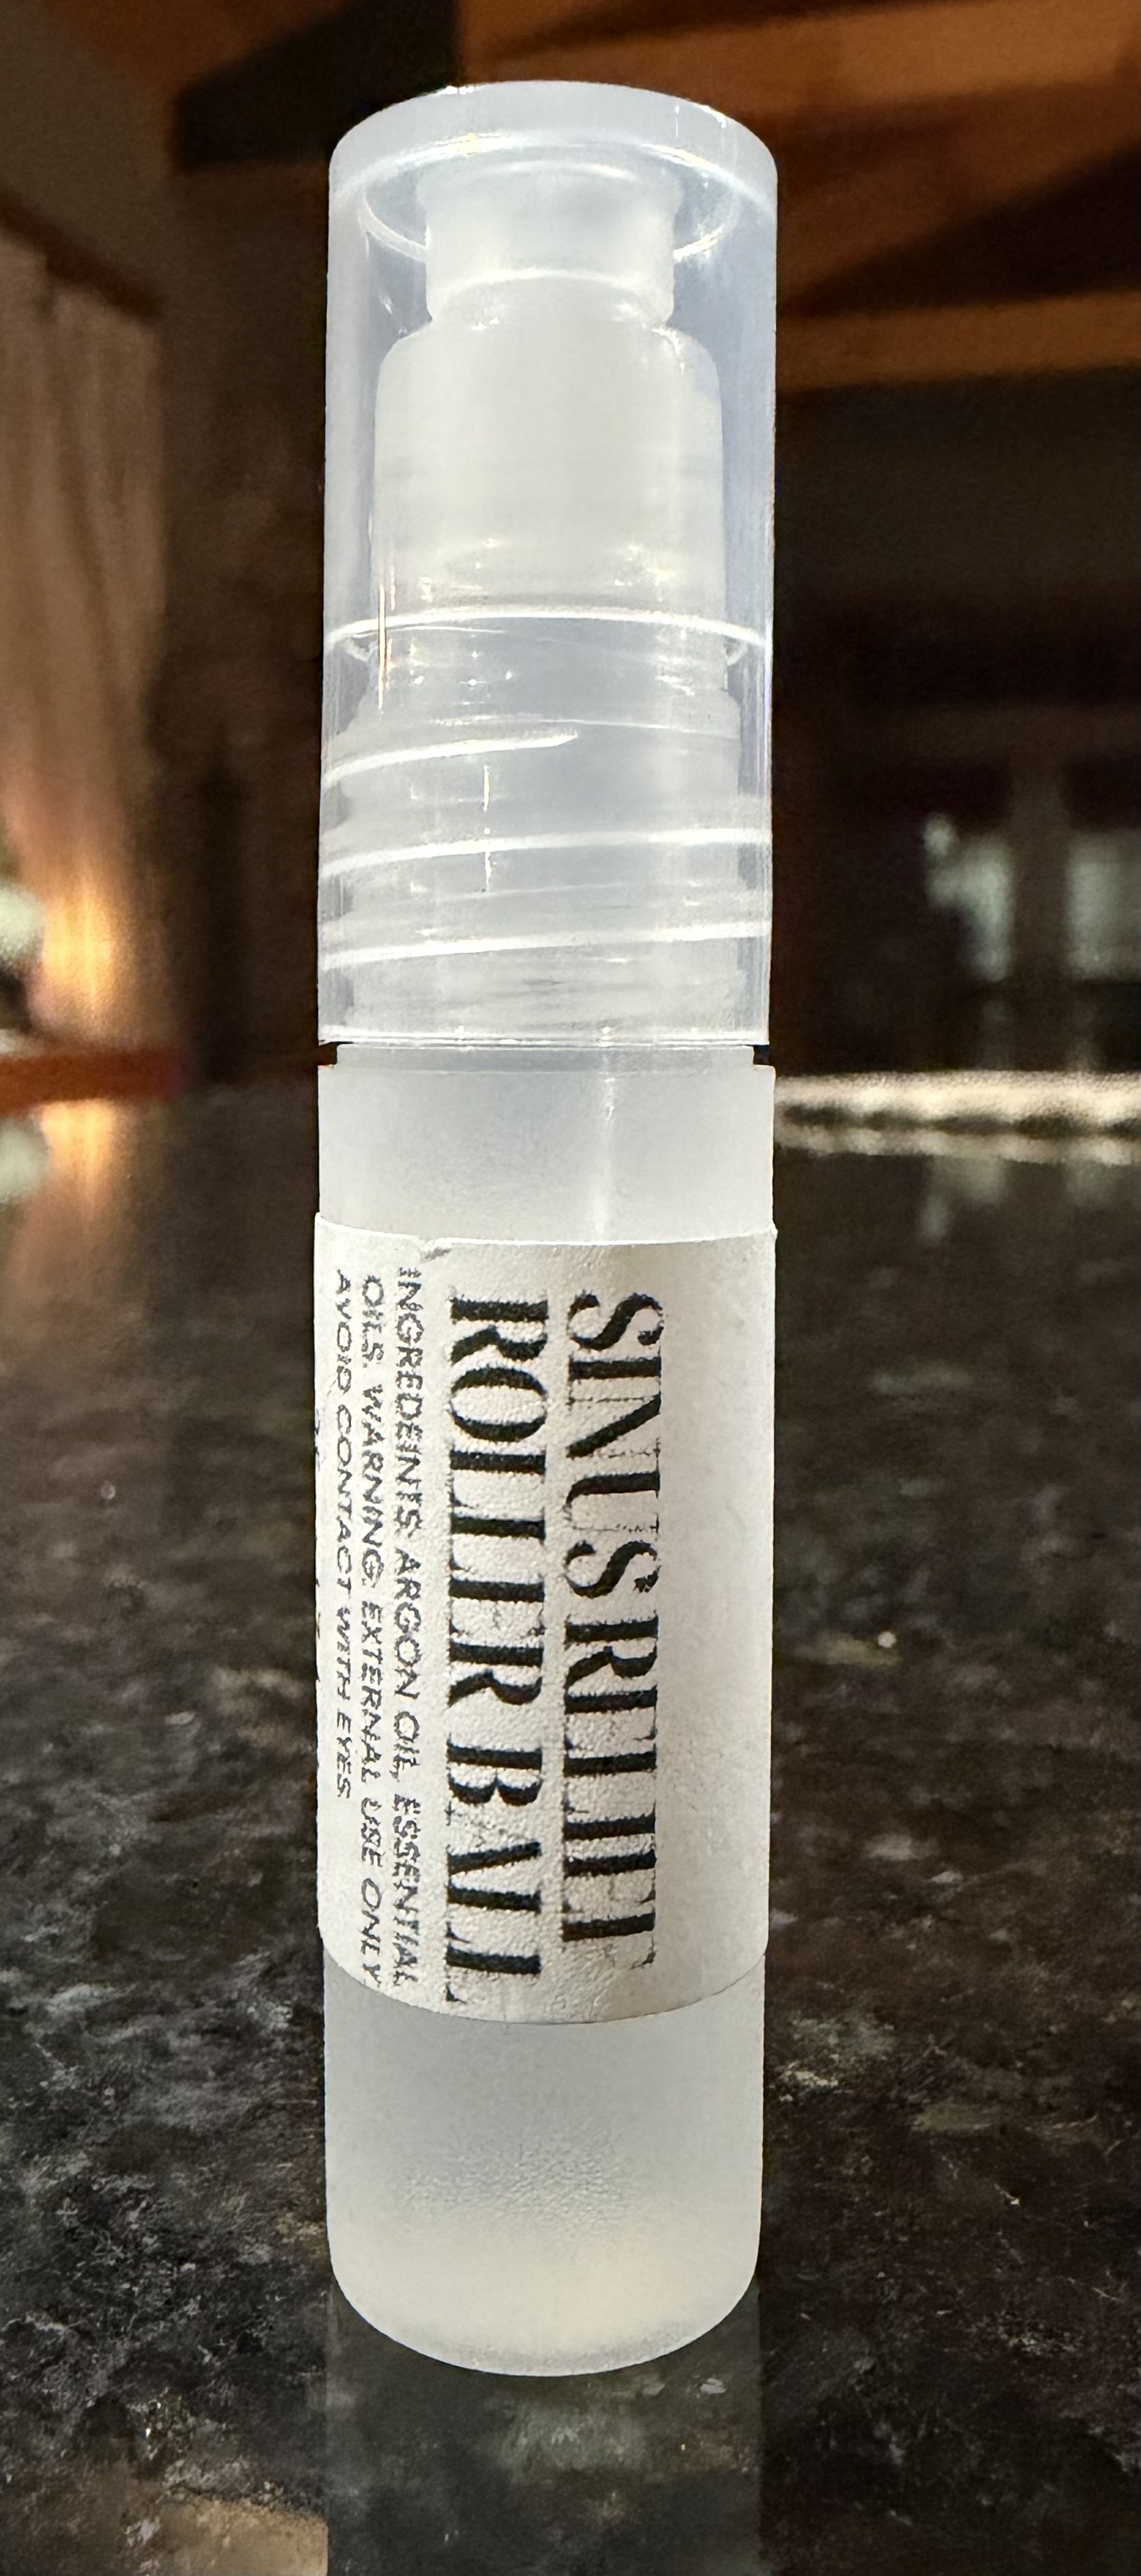 SINUS RELIEF
ROLLER BALL
INGREDEINTS: ARGON OIL, ESSENTIAL
OILS. WARNING: EXTERNAL USE ONLY.
AVOID CONTACT WITH EYES.